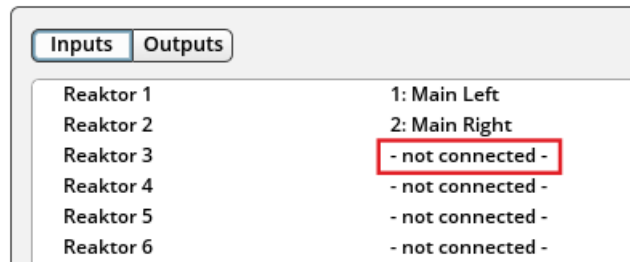 Inputs Outputs
Reaktor 1 1: Main Left
Reaktor 2 2: Main Right
Reaktor 3 - not connected -
Reaktor 4 - not connected -
Reaktor 5 - not connected -
Reaktor 6 - not connected -